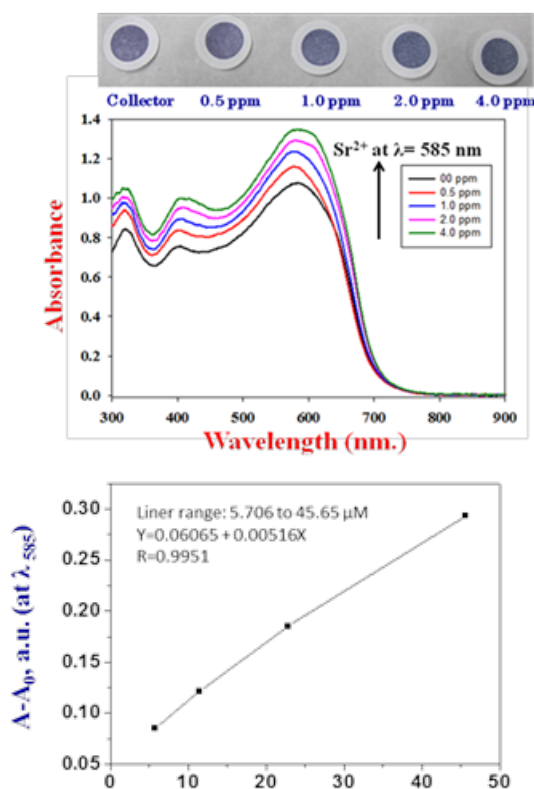 Collector 0.5 ppm 1.0 ppm 2.0 ppm 4.0 ppm
1.4
1.2
1.0
0.8
0.6
0.4
0.2
0.0
Absorbance
Sr²⁺ at λ= 585 nm
00 ppm
0.5 ppm
1.0 ppm
2.0 ppm
4.0 ppm
300 400 500 600 700 800 900
Wavelength (nm.)
Liner range: 5.706 to 45.65 µM
Y=0.06065 + 0.00516X
R=0.9951
0.30
0.25
0.20
0.15
0.10
0.05
A-A₀, a.u. (at λ 585)
0 10 20 30 40 50